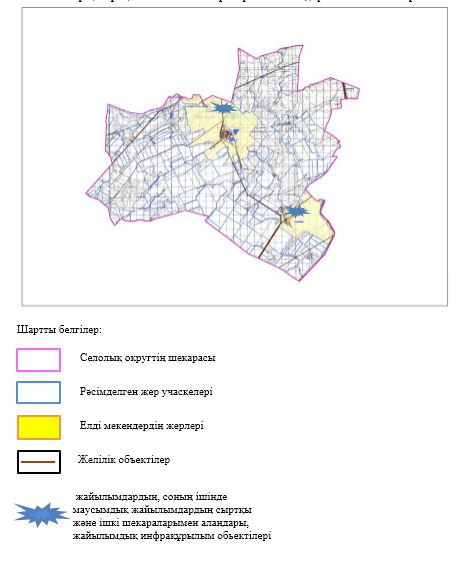 Шартты белгілер:
Селолық округтің шекарасы
Рәсімделген жер учаскелері
Елді мекендердің жерлері
Желілік объектілер
жайылымдардың, соның ішінде
маусымдық жайылымдардың сыртқы
және ішкі шекараларымен алаңдары,
жайылымдық инфрақұрылым объектілері